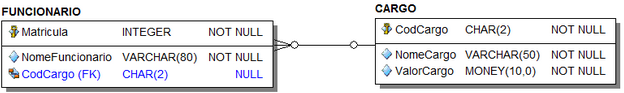 FUNCIONARIO
Matricula INTEGER NOT NULL
NomeFuncionario VARCHAR(80) NOT NULL
CodCargo (FK) CHAR(2) NULL
CARGO
CodCargo CHAR(2) NOT NULL
NomeCargo VARCHAR(50) NOT NULL
ValorCargo MONEY(10,0) NOT NULL